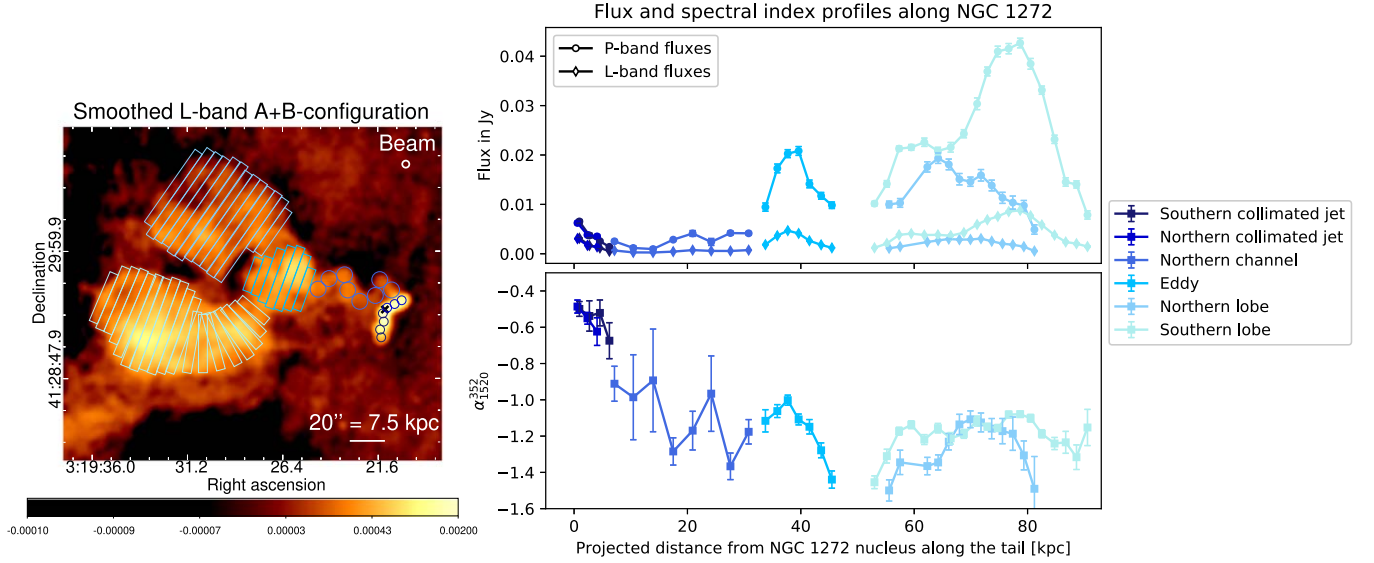 Smoothed L-band A+B-configuration
Beam
Declination
29:59.9
41:28:47.9
20'' = 7.5 kpc
3:19:36.0 31.2 26.4 21.6
Right ascension
-0.00010 -0.00009 -0.00007 0.00003 0.00043 0.00200
Flux and spectral index profiles along NGC 1272
P-band fluxes
L-band fluxes
Flux in Jy
0.04
0.03
0.02
0.01
0.00
α³⁵²₁₅₂₀
−0.4
−0.6
−0.8
−1.0
−1.2
−1.4
−1.6
0 20 40 60 80
Projected distance from NGC 1272 nucleus along the tail [kpc]
Southern collimated jet
Northern collimated jet
Northern channel
Eddy
Northern lobe
Southern lobe